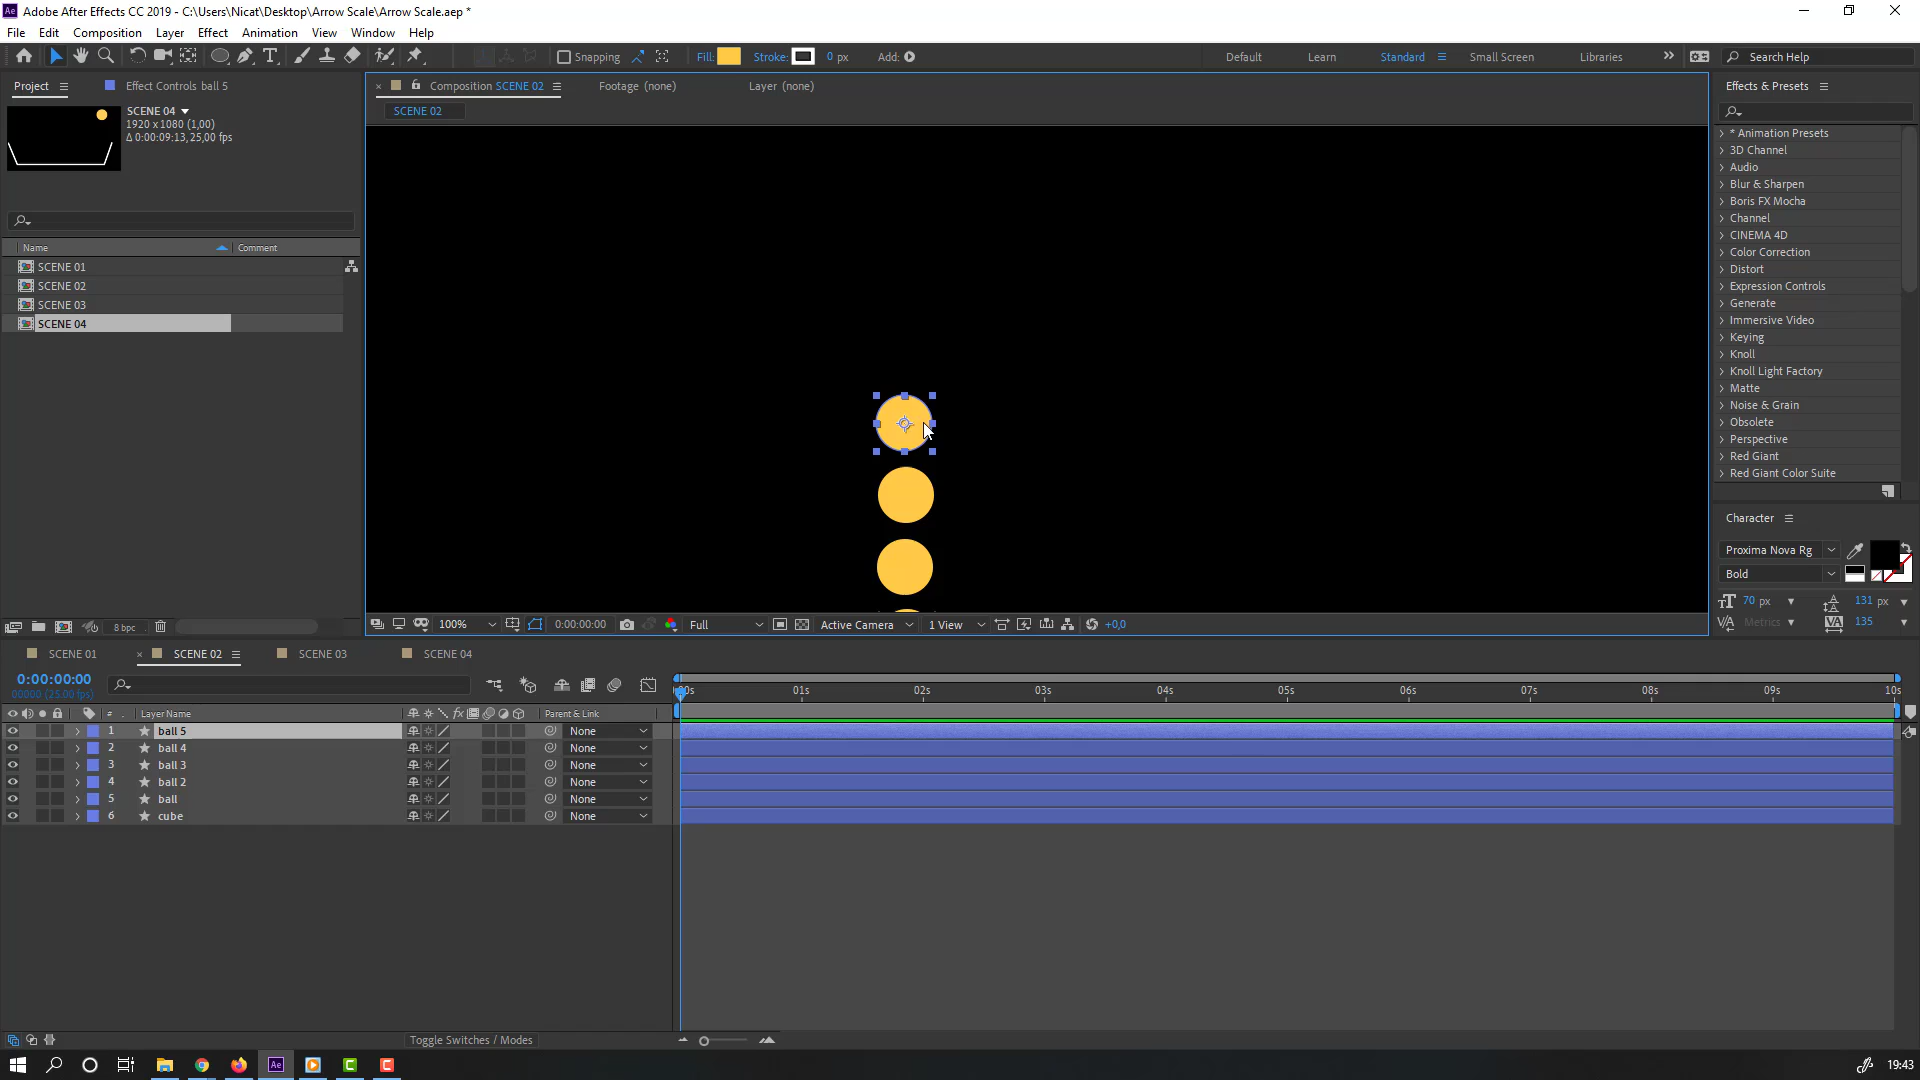 Adobe After Effects CC 2019 - C:\Users\Nicat\Desktop\Arrow Scale\Arrow Scale.aep *
File Edit Composition Layer Effect Animation View Window Help
Snapping Fill: Stroke: 0 px Add: Default Learn Standard Small Screen Libraries Search Help
Project Effect Controls ball 5
Composition SCENE 02 Footage (none) Layer (none)
Effects & Presets
SCENE 04
1920 x 1080 (1,00)
Δ 0:00:09:13, 25,00 fps
SCENE 02
Name Comment
SCENE 01
SCENE 02
SCENE 03
SCENE 04
* Animation Presets
3D Channel
Audio
Blur & Sharpen
Boris FX Mocha
Channel
CINEMA 4D
Color Correction
Distort
Expression Controls
Generate
Immersive Video
Keying
Knoll
Knoll Light Factory
Matte
Noise & Grain
Obsolete
Perspective
Red Giant
Red Giant Color Suite
Character
Proxima Nova Rg
Bold
70 px 131 px
Metrics 135
8 bpc
100% 0:00:00:00 Full Active Camera 1 View +0,0
SCENE 01 SCENE 02 SCENE 03 SCENE 04
0:00:00:00
00000 (25.00 fps)
00s 01s 02s 03s 04s 05s 06s 07s 08s 09s 10s
# Layer Name Parent & Link
1 ball 5 None
2 ball 4 None
3 ball 3 None
4 ball 2 None
5 ball None
6 cube None
Toggle Switches / Modes
19:43